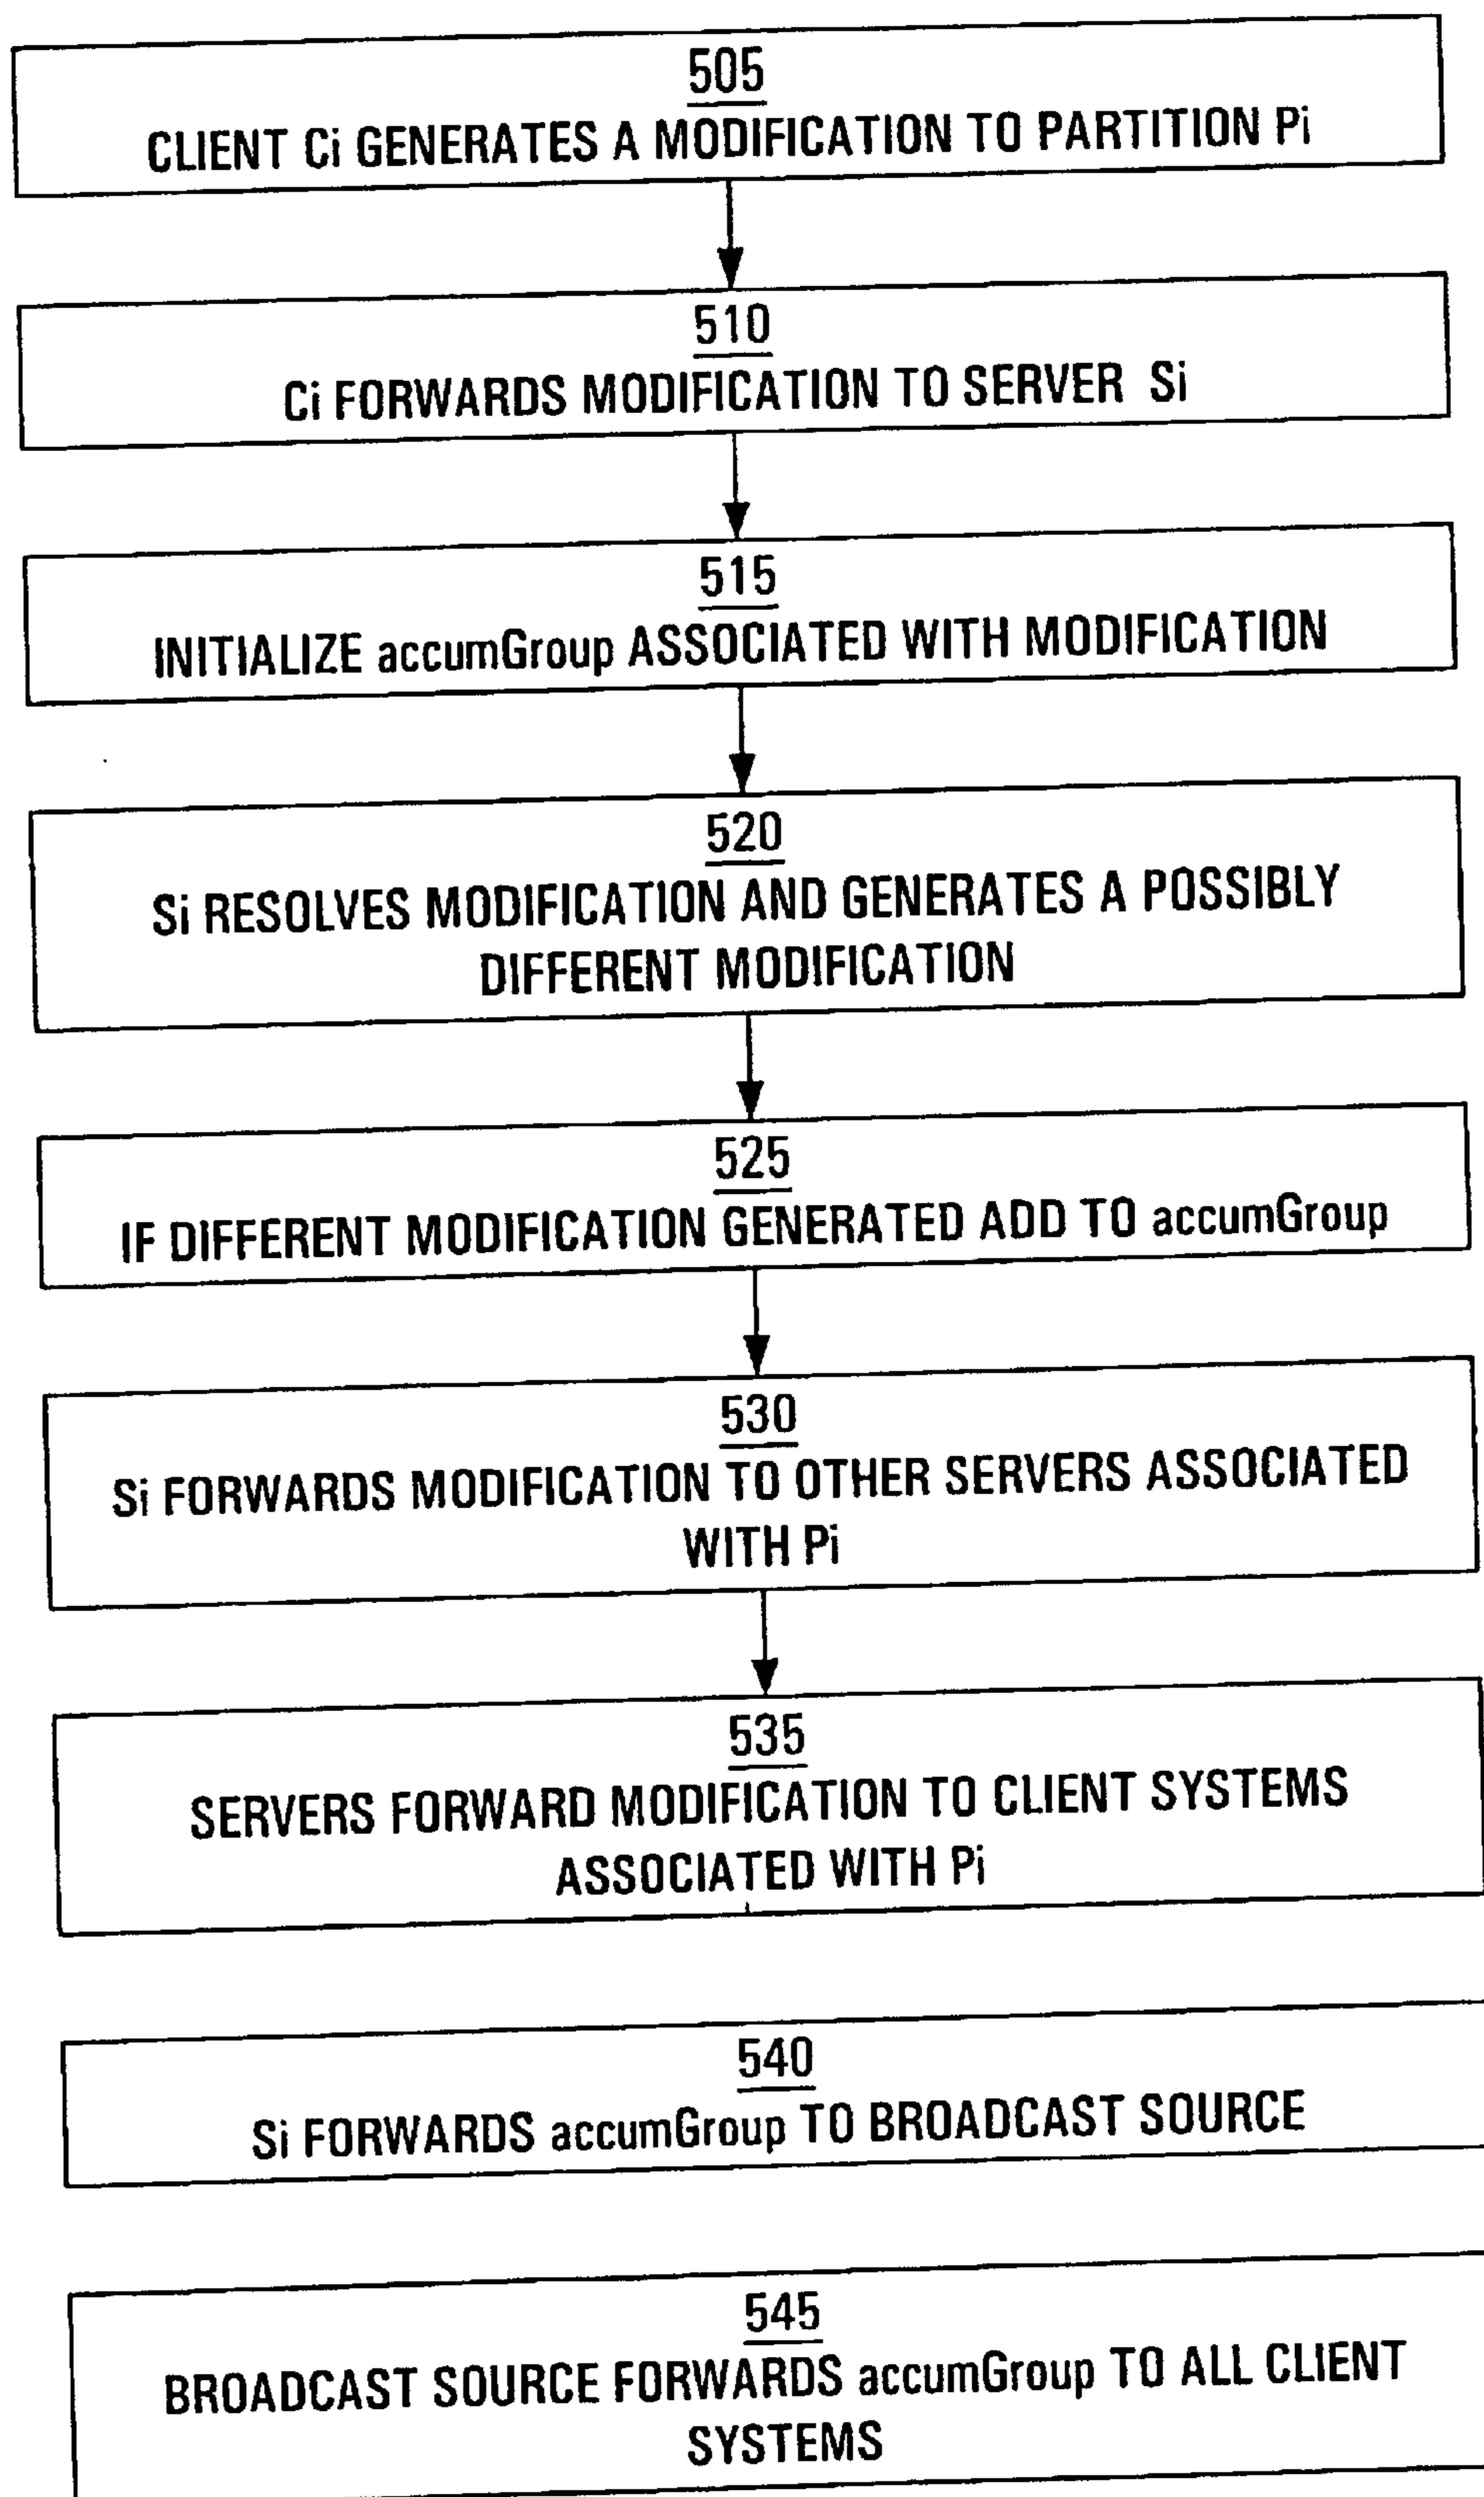 505
CLIENT Ci GENERATES A MODIFICATION TO PARTITION Pi
510
Ci FORWARDS MODIFICATION TO SERVER Si
515
INITIALIZE accumGroup ASSOCIATED WITH MODIFICATION
520
Si RESOLVES MODIFICATION AND GENERATES A POSSIBLY
DIFFERENT MODIFICATION
525
IF DIFFERENT MODIFICATION GENERATED ADD TO accumGroup
530
Si FORWARDS MODIFICATION TO OTHER SERVERS ASSOCIATED
WITH Pi
535
SERVERS FORWARD MODIFICATION TO CLIENT SYSTEMS
ASSOCIATED WITH Pi
540
Si FORWARDS accumGroup TO BROADCAST SOURCE
545
BROADCAST SOURCE FORWARDS accumGroup TO ALL CLIENT
SYSTEMS